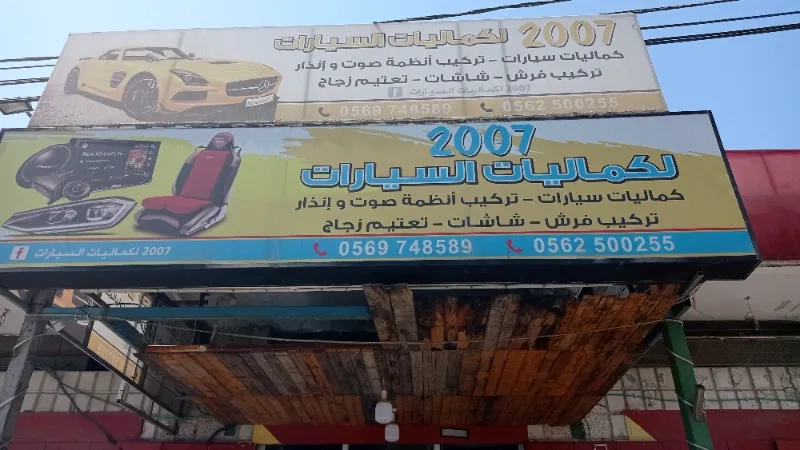 2007 لكماليات السيارات
كماليات سيارات - تركيب أنظمة صوت و إنذار
تركيب فرش - شاشات - تعتيم زجاج
2007 لكماليات السيارات
0569 748589
0562 500255
2007
لكماليات السيارات
كماليات سيارات - تركيب أنظمة صوت و إنذار
تركيب فرش - شاشات - تعتيم زجاج
2007 لكماليات السيارات
0569 748589
0562 500255